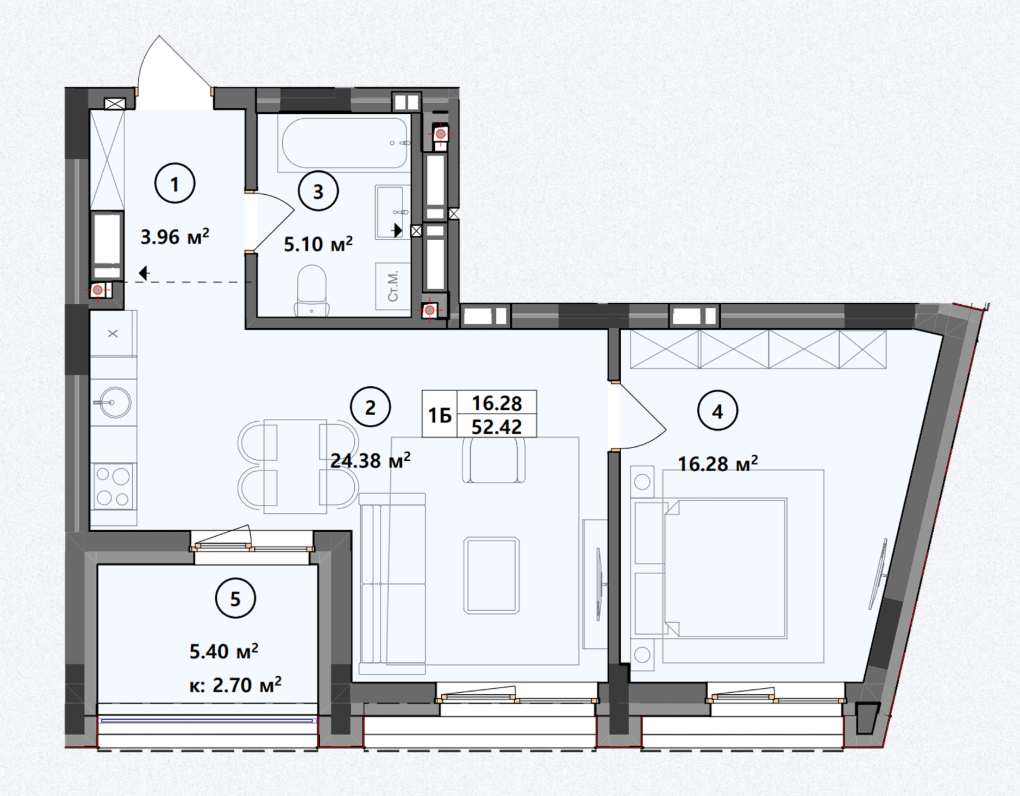 1
3.96 м²
3
5.10 м²
Ст.М.
X
2
24.38 м²
1Б
16.28
52.42
4
16.28 м²
5
5.40 м²
к: 2.70 м²